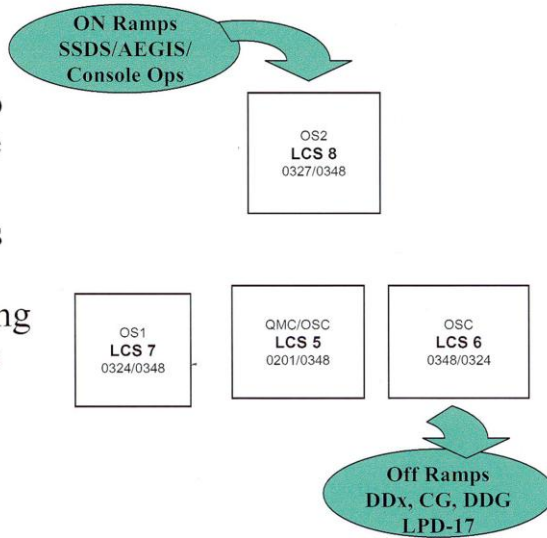 ON Ramps
SSDS/AEGIS/
Console Ops
OS2
LCS 8
0327/0348
OS1
LCS 7
0324/0348
QMC/OSC
LCS 5
0201/0348
OSC
LCS 6
0348/0324
Off Ramps
DDx, CG, DDG
LPD-17